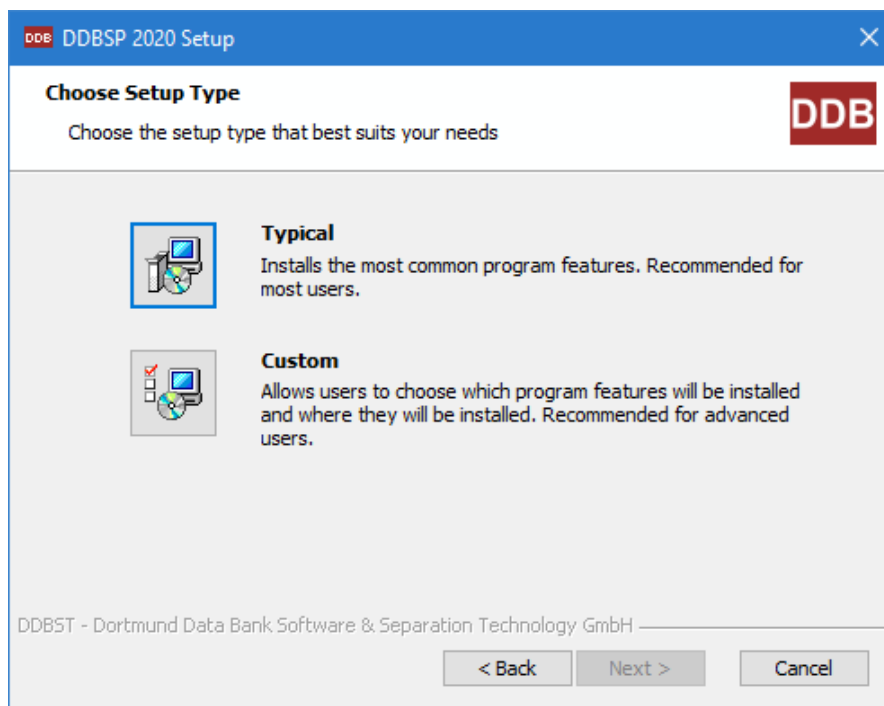 DDB DDBSP 2020 Setup
Choose Setup Type
Choose the setup type that best suits your needs
DDB
Typical
Installs the most common program features. Recommended for
most users.
Custom
Allows users to choose which program features will be installed
and where they will be installed. Recommended for advanced
users.
DDBST - Dortmund Data Bank Software & Separation Technology GmbH
< Back
Next >
Cancel